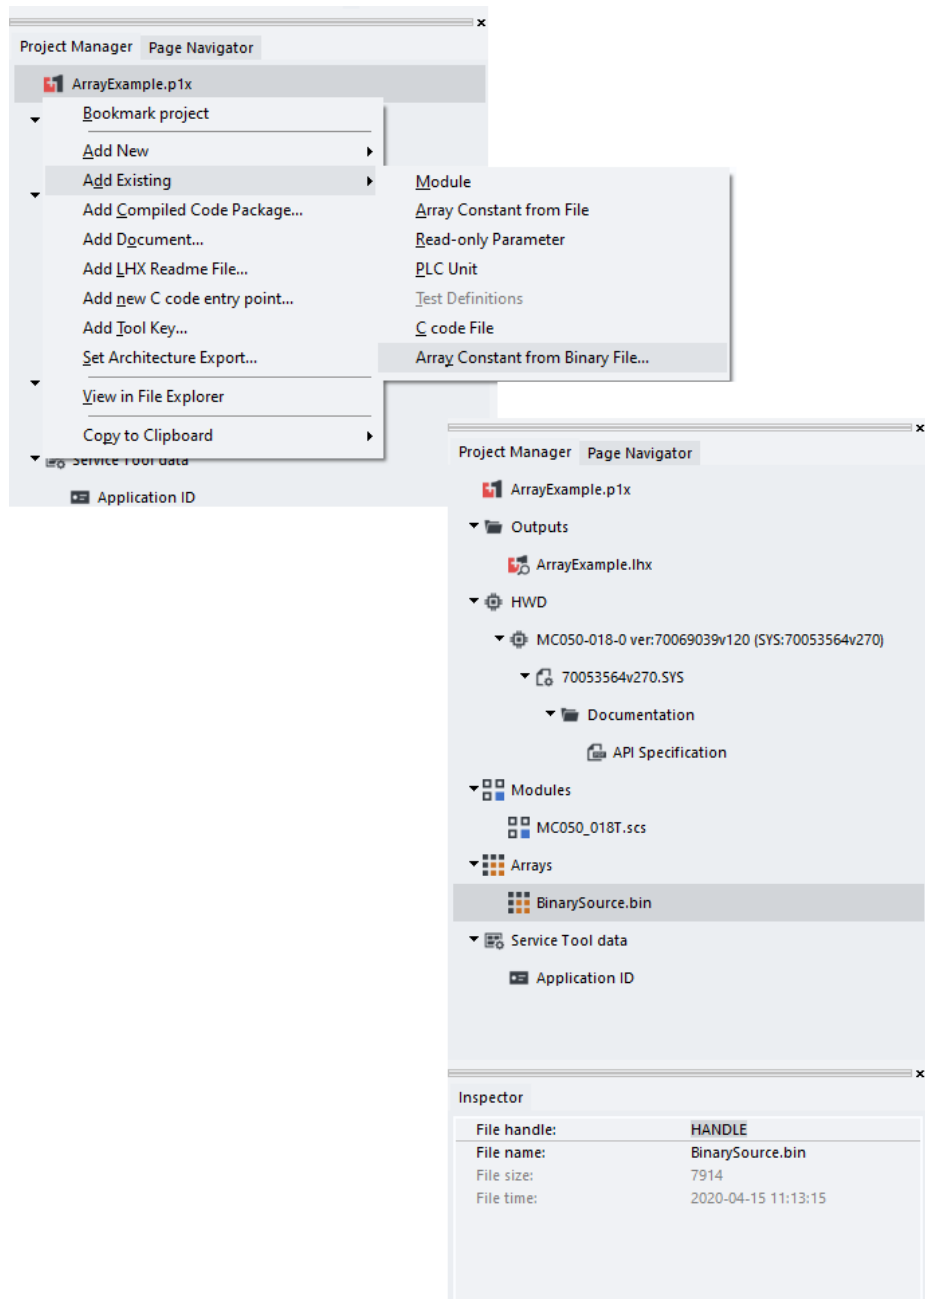 Project Manager Page Navigator
ArrayExample.p1x
Bookmark project
Add New
Add Existing
Add Compiled Code Package...
Add Document...
Add LHX Readme File...
Add new C code entry point...
Add Tool Key...
Set Architecture Export...
View in File Explorer
Copy to Clipboard
Module
Array Constant from File
Read-only Parameter
PLC Unit
Test Definitions
C code File
Array Constant from Binary File...
Service Tool data
Application ID
Project Manager Page Navigator
ArrayExample.p1x
Outputs
ArrayExample.lhx
HWD
MC050-018-0 ver:70069039v120 (SYS:70053564v270)
70053564v270.SYS
Documentation
API Specification
Modules
MC050_018T.scs
Arrays
BinarySource.bin
Service Tool data
Application ID
Inspector
File handle: HANDLE
File name: BinarySource.bin
File size: 7914
File time: 2020-04-15 11:13:15